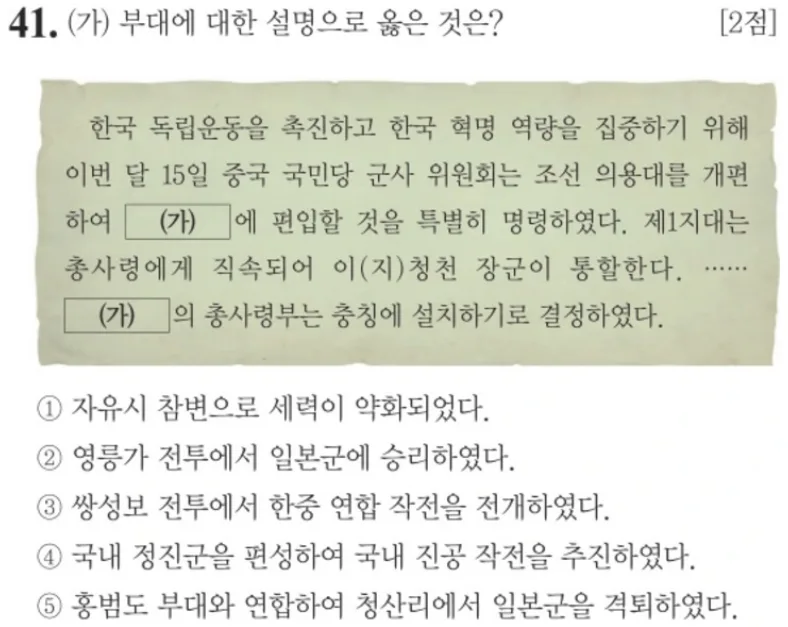 41. (가) 부대에 대한 설명으로 옳은 것은? [2점]
한국 독립운동을 촉진하고 한국 혁명 역량을 집중하기 위해
이번 달 15일 중국 국민당 군사 위원회는 조선 의용대를 개편
하여 (가) 에 편입할 것을 특별히 명령하였다. 제1지대는
총사령에게 직속되어 이(지)청천 장군이 통할한다. ……
(가) 의 총사령부는 충칭에 설치하기로 결정하였다.
① 자유시 참변으로 세력이 약화되었다.
② 영릉가 전투에서 일본군에 승리하였다.
③ 쌍성보 전투에서 한중 연합 작전을 전개하였다.
④ 국내 정진군을 편성하여 국내 진공 작전을 추진하였다.
⑤ 홍범도 부대와 연합하여 청산리에서 일본군을 격퇴하였다.